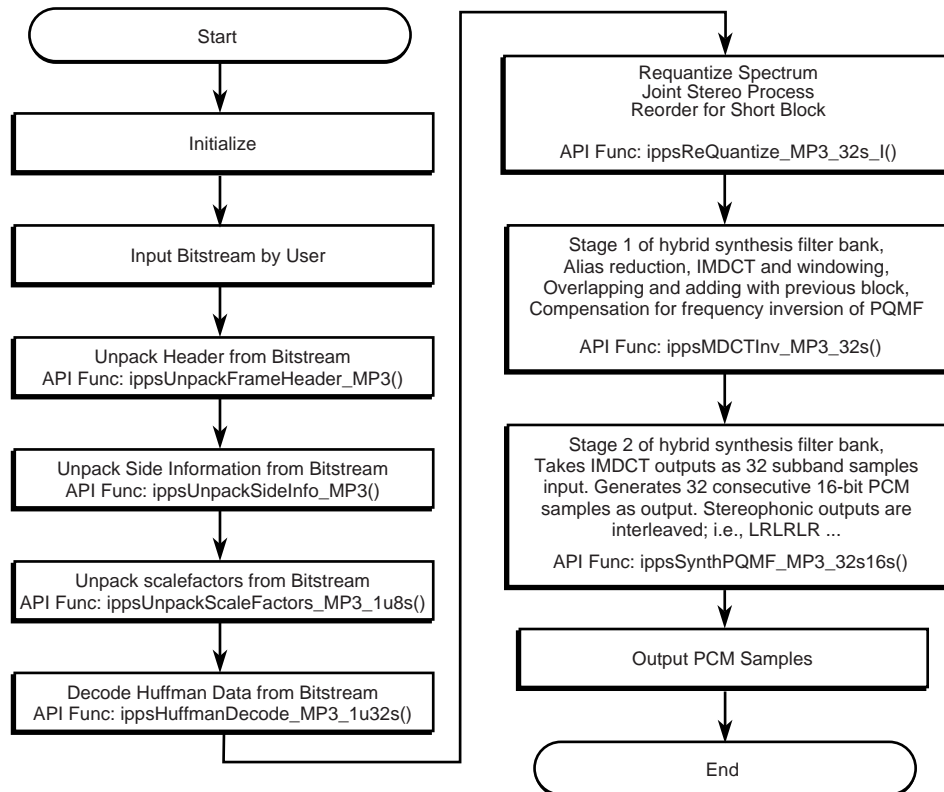 Start
Initialize
Input Bitstream by User
Unpack Header from Bitstream
API Func: ippsUnpackFrameHeader_MP3()
Unpack Side Information from Bitstream
API Func: ippsUnpackSideInfo_MP3()
Unpack scalefactors from Bitstream
API Func: ippsUnpackScaleFactors_MP3_1u8s()
Decode Huffman Data from Bitstream
API Func: ippsHuffmanDecode_MP3_1u32s()
Requantize Spectrum
Joint Stereo Process
Reorder for Short Block
API Func: ippsReQuantize_MP3_32s_I()
Stage 1 of hybrid synthesis filter bank,
Alias reduction, IMDCT and windowing,
Overlapping and adding with previous block,
Compensation for frequency inversion of PQMF
API Func: ippsMDCTInv_MP3_32s()
Stage 2 of hybrid synthesis filter bank,
Takes IMDCT outputs as 32 subband samples
input. Generates 32 consecutive 16-bit PCM
samples as output. Stereophonic outputs are
interleaved; i.e., LRLRLR ...
API Func: ippsSynthPQMF_MP3_32s16s()
Output PCM Samples
End